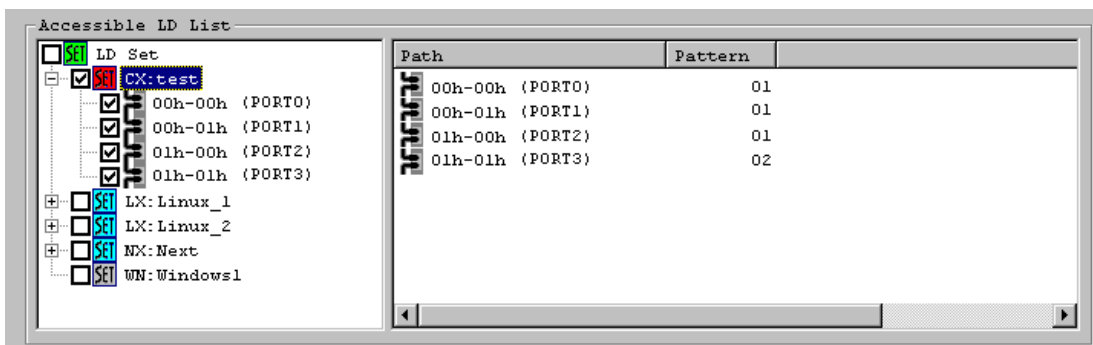 Accessible LD List
SET LD Set
SET CX:test
00h-00h (PORT0)
00h-01h (PORT1)
01h-00h (PORT2)
01h-01h (PORT3)
SET LX:Linux_1
SET LX:Linux_2
SET NX:Next
SET WN:Windows1
Path Pattern
00h-00h (PORT0) 01
00h-01h (PORT1) 01
01h-00h (PORT2) 01
01h-01h (PORT3) 02